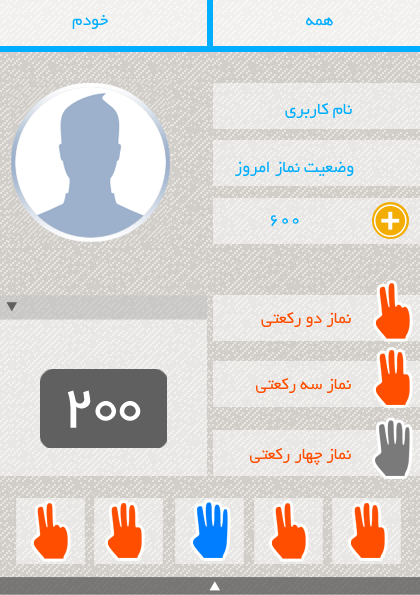 همه
خودم
نام کاربری
وضعیت نماز امروز
۶۰۰
نماز دو رکعتی
نماز سه رکعتی
۲۰۰
نماز چهار رکعتی